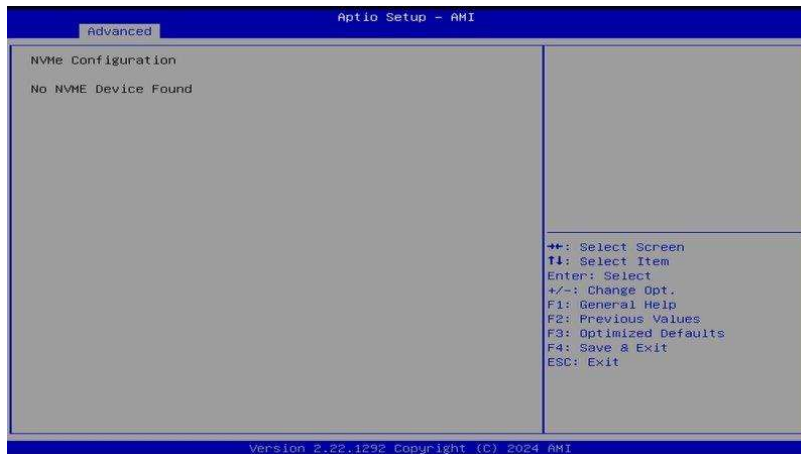 Aptio Setup – AMI
Advanced
NVMe Configuration
No NVME Device Found
→←: Select Screen
↑↓: Select Item
Enter: Select
+/-: Change Opt.
F1: General Help
F2: Previous Values
F3: Optimized Defaults
F4: Save & Exit
ESC: Exit
Version 2.22.1292 Copyright (C) 2024 AMI